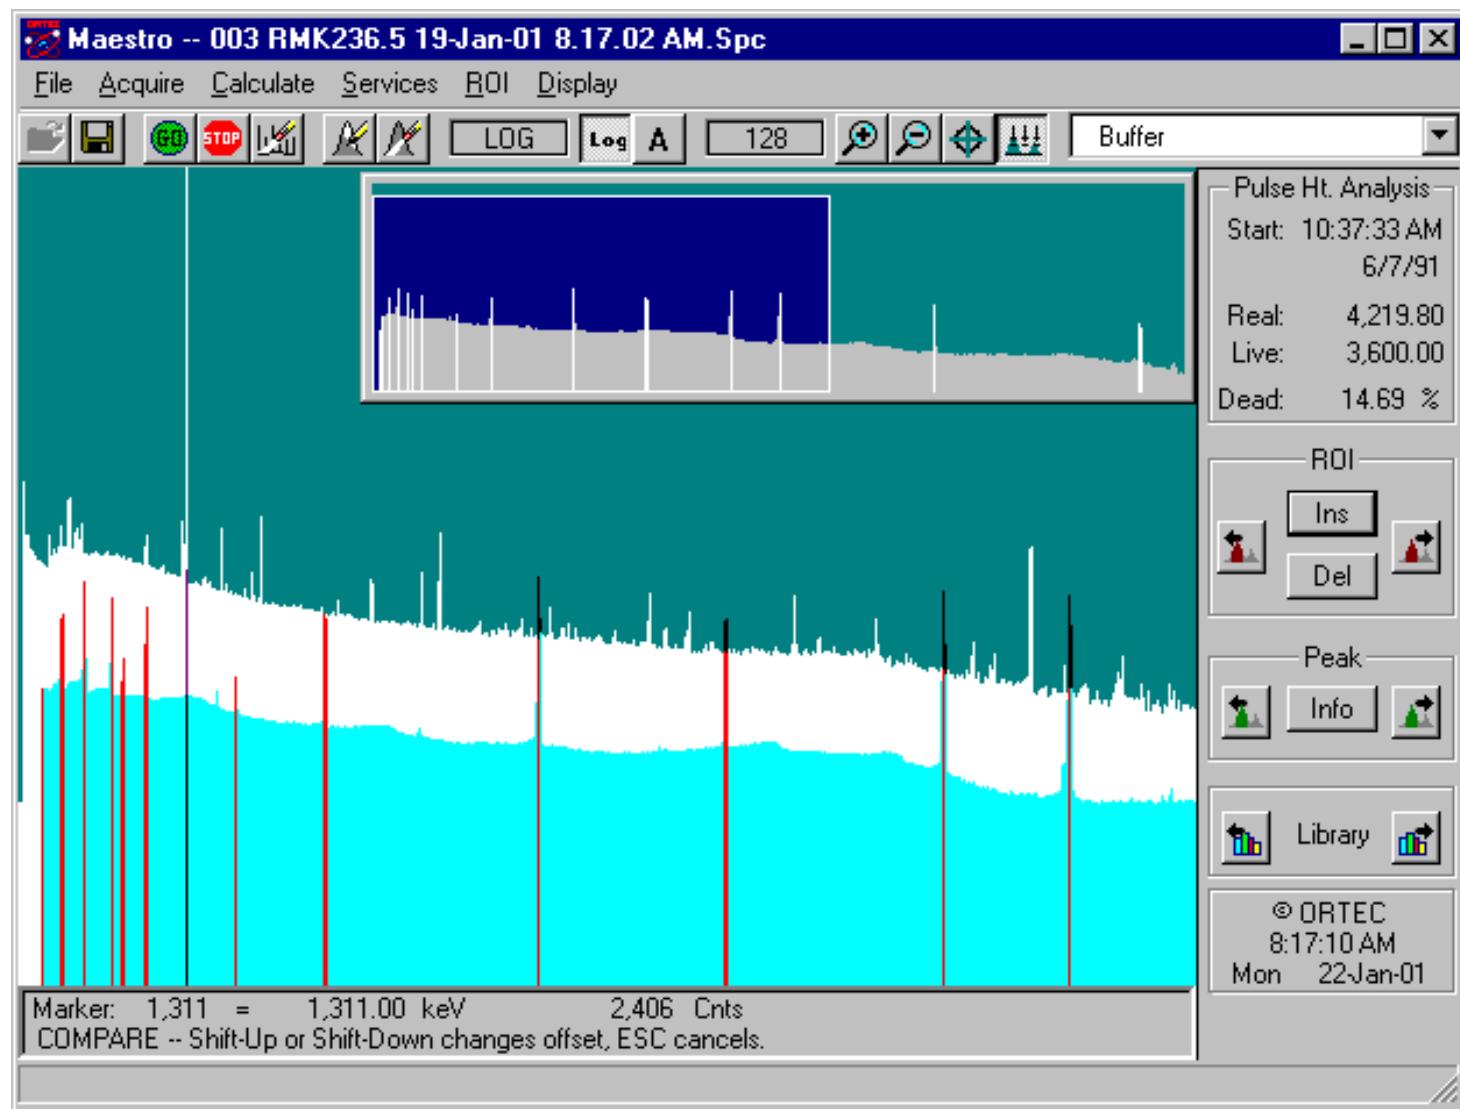 ORTEC
Maestro -- 003 RMK236.5 19-Jan-01 8.17.02 AM.Spc
File Acquire Calculate Services ROI Display
GO STOP LOG Log A 128 Buffer
Pulse Ht. Analysis
Start: 10:37:33 AM
6/7/91
Real: 4,219.80
Live: 3,600.00
Dead: 14.69 %
ROI
Ins
Del
Peak
Info
Library
© ORTEC
8:17:10 AM
Mon 22-Jan-01
Marker: 1,311 = 1,311.00 keV 2,406 Cnts
COMPARE -- Shift-Up or Shift-Down changes offset, ESC cancels.